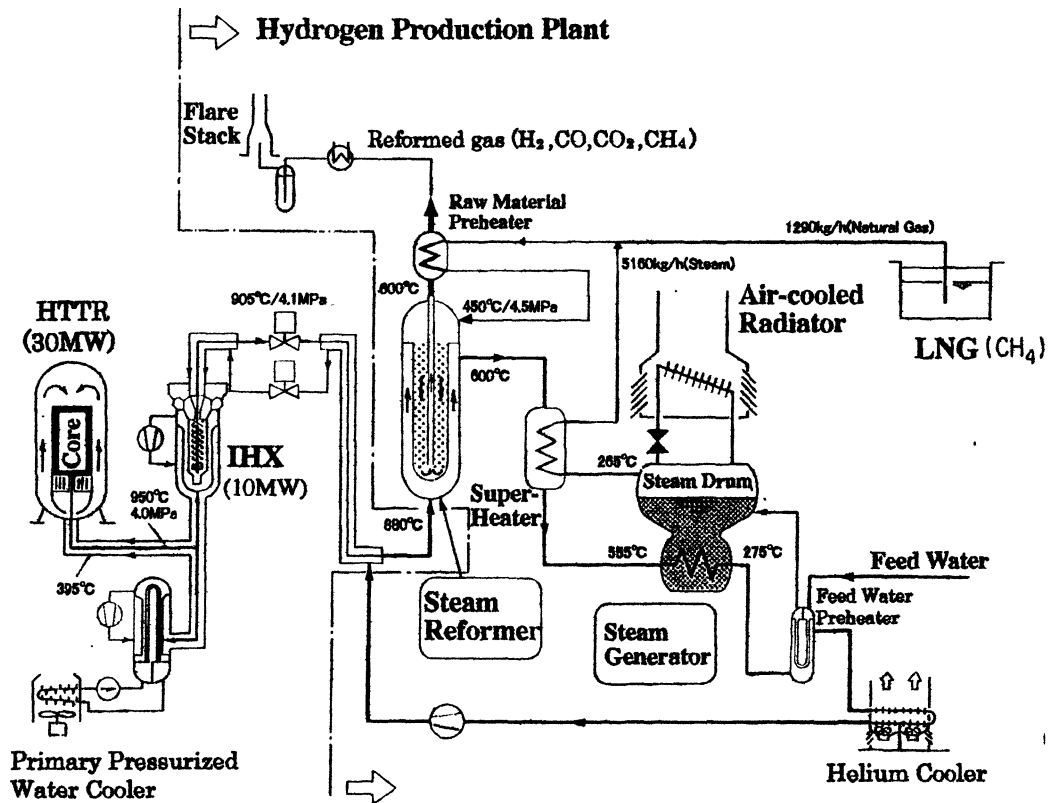 Hydrogen Production Plant
Flare
Stack
Reformed gas (H₂,CO,CO₂,CH₄)
Raw Material
Preheater
1290kg/h(Natural Gas)
5160kg/h(Steam)
600℃
450℃/4.5MPa
905℃/4.1MPa
HTTR
(30MW)
Air-cooled
Radiator
LNG(CH₄)
600℃
Core
IHX
(10MW)
265℃
Steam Drum
Super-
Heater
950℃
4.0MPa
880℃
585℃
275℃
395℃
Feed Water
Feed Water
Preheater
Steam
Reformer
Steam
Generator
Primary Pressurized
Water Cooler
Helium Cooler